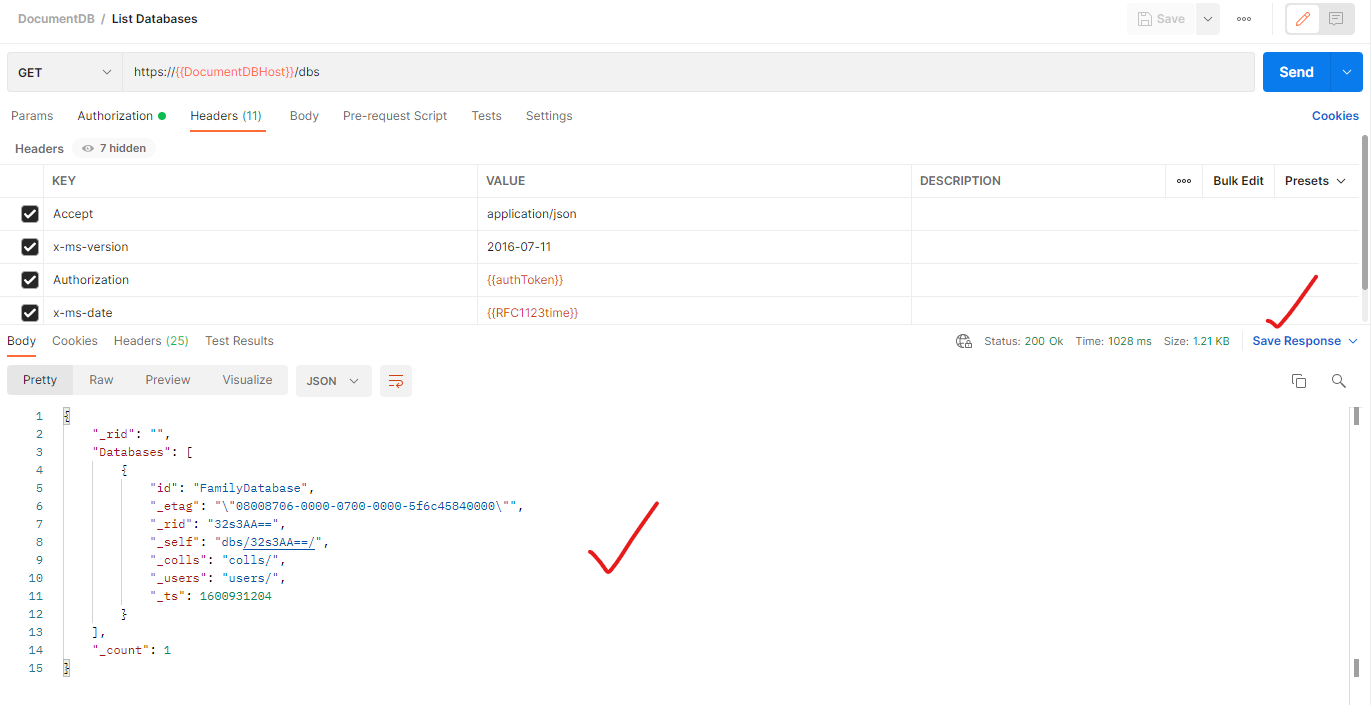 DocumentDB / List Databases Save
GET https://{{DocumentDBHost}}/dbs Send
Params Authorization Headers (11) Body Pre-request Script Tests Settings Cookies
Headers 7 hidden
KEY VALUE DESCRIPTION Bulk Edit Presets
Accept application/json
x-ms-version 2016-07-11
Authorization {{authToken}}
x-ms-date {{RFC1123time}}
Body Cookies Headers (25) Test Results Status: 200 Ok Time: 1028 ms Size: 1.21 KB Save Response
Pretty Raw Preview Visualize JSON
1 {
2 "_rid": "",
3 "Databases": [
4 {
5 "id": "FamilyDatabase",
6 "_etag": "\"08008706-0000-0700-0000-5f6c45840000\"",
7 "_rid": "32s3AA==",
8 "_self": "dbs/32s3AA==/",
9 "_colls": "colls/",
10 "_users": "users/",
11 "_ts": 1600931204
12 }
13 ],
14 "_count": 1
15 }